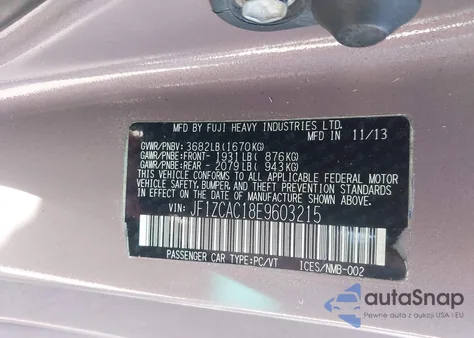 MFD BY FUJI HEAVY INDUSTRIES LTD. IN 11/13
GVWR/PNBV: 3682LB(1670KG)
GAWR/PNBE:FRONT- 1931LB( 876KG)
GAWR/PNBE:REAR - 2079LB( 943KG)
THIS VEHICLE CONFORMS TO ALL APPLICABLE FEDERAL MOTOR
VEHICLE SAFETY, BUMPER, AND THEFT PREVENTION STANDARDS IN
EFFECT ON THE DATE OF MANUFACTURE SHOWN ABOVE.
VIN: JF1ZCAC18E9603215
PASSENGER CAR TYPE:PC/VT ICES/NMB-002
autoSnap
Pewne auta z aukcji USA i EU